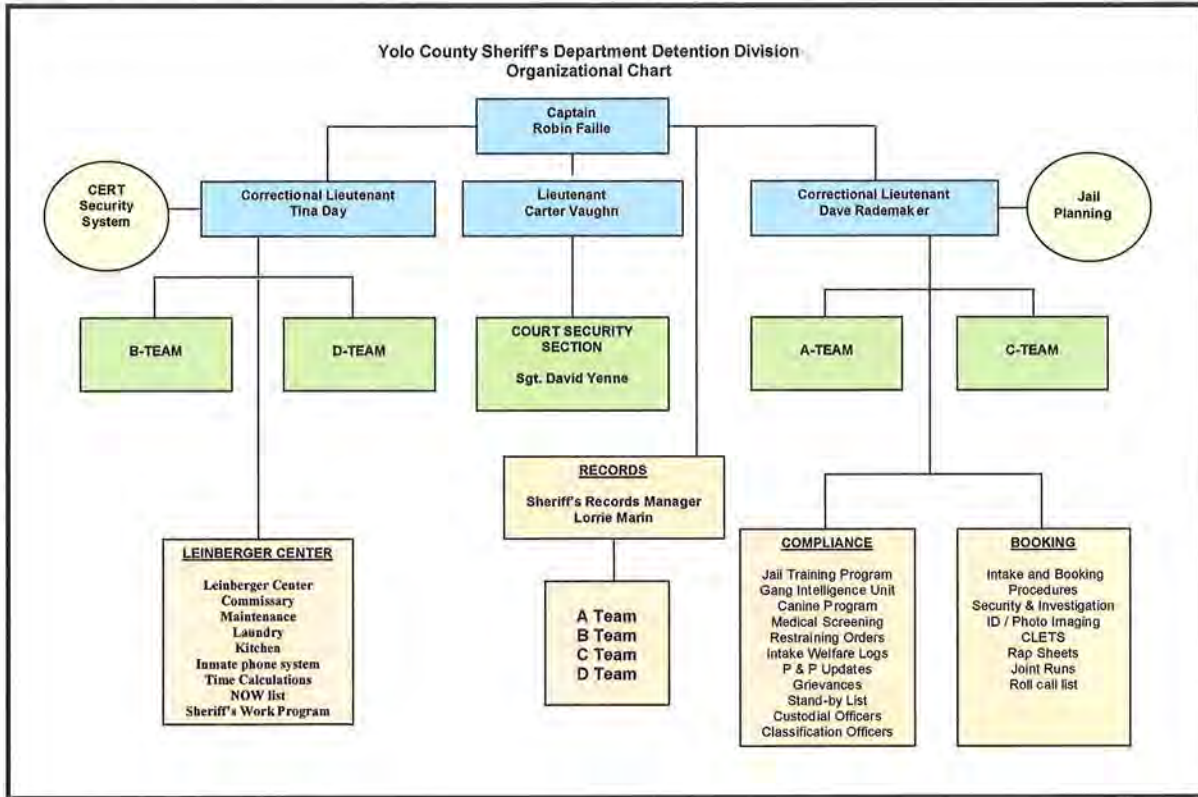 Yolo County Sheriff's Department Detention Division
Organizational Chart
Captain
Robin Faille
CERT
Security
System
Correctional Lieutenant
Tina Day
Lieutenant
Carter Vaughn
Correctional Lieutenant
Dave Rademaker
Jail
Planning
B-TEAM
D-TEAM
COURT SECURITY
SECTION
Sgt. David Yenne
A-TEAM
C-TEAM
RECORDS
Sheriff's Records Manager
Lorrie Marin
A Team
B Team
C Team
D Team
LEINBERGER CENTER
Leinberger Center
Commissary
Maintenance
Laundry
Kitchen
Inmate phone system
Time Calculations
NOW list
Sheriff's Work Program
COMPLIANCE
Jail Training Program
Gang Intelligence Unit
Canine Program
Medical Screening
Restraining Orders
Intake Welfare Logs
P & P Updates
Grievances
Stand-by List
Custodial Officers
Classification Officers
BOOKING
Intake and Booking
Procedures
Security & Investigation
ID / Photo Imaging
CLETS
Rap Sheets
Joint Runs
Roll call list